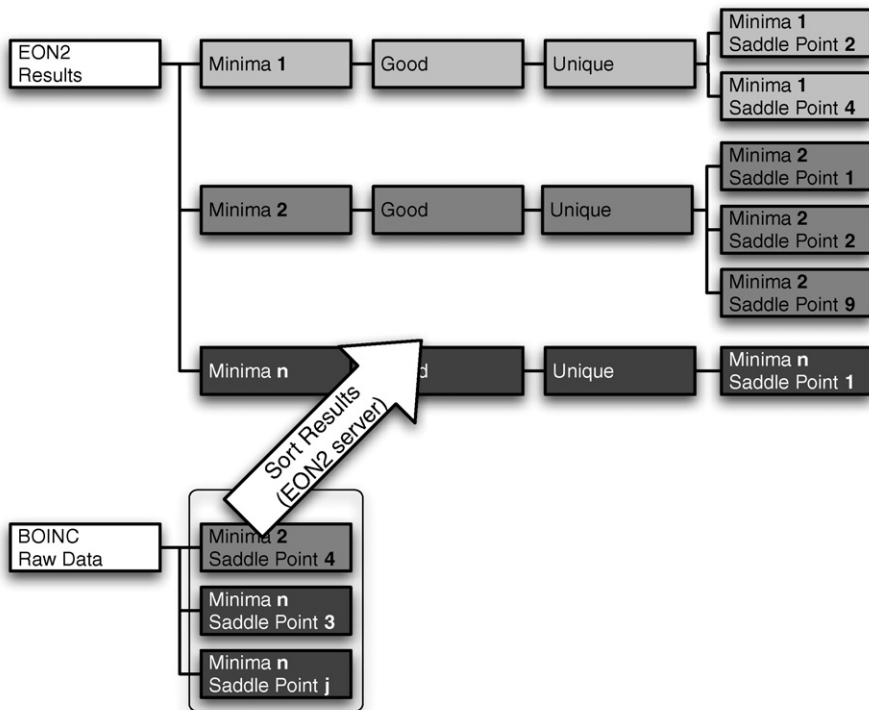 EON2
Results
Minima 1
Good
Unique
Minima 1
Saddle Point 2
Minima 1
Saddle Point 4
Minima 2
Good
Unique
Minima 2
Saddle Point 1
Minima 2
Saddle Point 2
Minima 2
Saddle Point 9
Minima n
d
Unique
Minima n
Saddle Point 1
Sort Results
(EON2 server)
BOINC
Raw Data
Minima 2
Saddle Point 4
Minima n
Saddle Point 3
Minima n
Saddle Point j